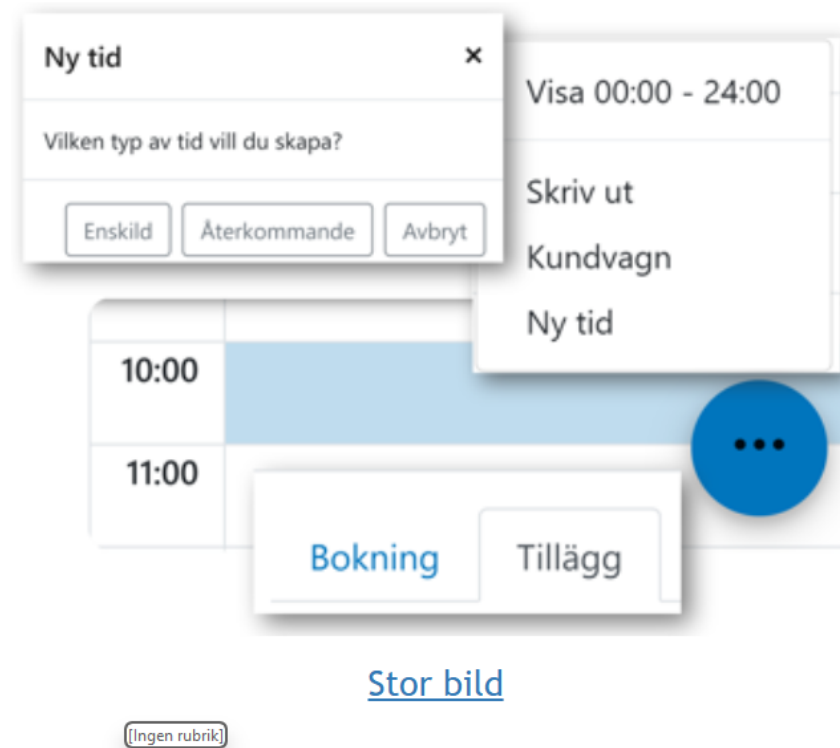 Ny tid ×
Vilken typ av tid vill du skapa?
Enskild Återkommande Avbryt
Visa 00:00 - 24:00
Skriv ut
Kundvagn
Ny tid
10:00
11:00
Bokning Tillägg
Stor bild
[Ingen rubrik]